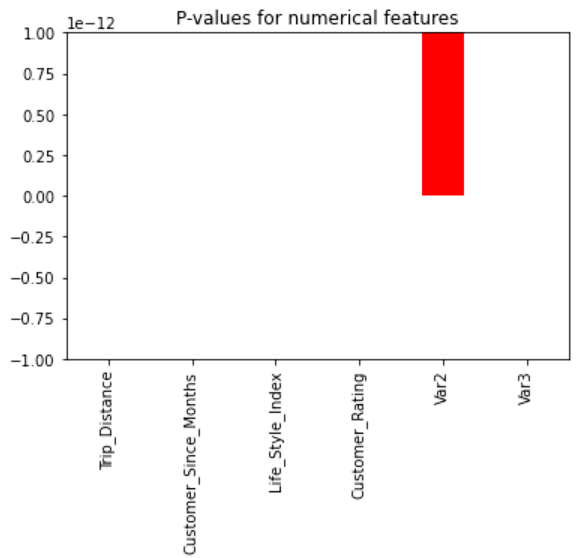 P-values for numerical features
1e−12
1.00
0.75
0.50
0.25
0.00
−0.25
−0.50
−0.75
−1.00
Trip_Distance
Customer_Since_Months
Life_Style_Index
Customer_Rating
Var2
Var3